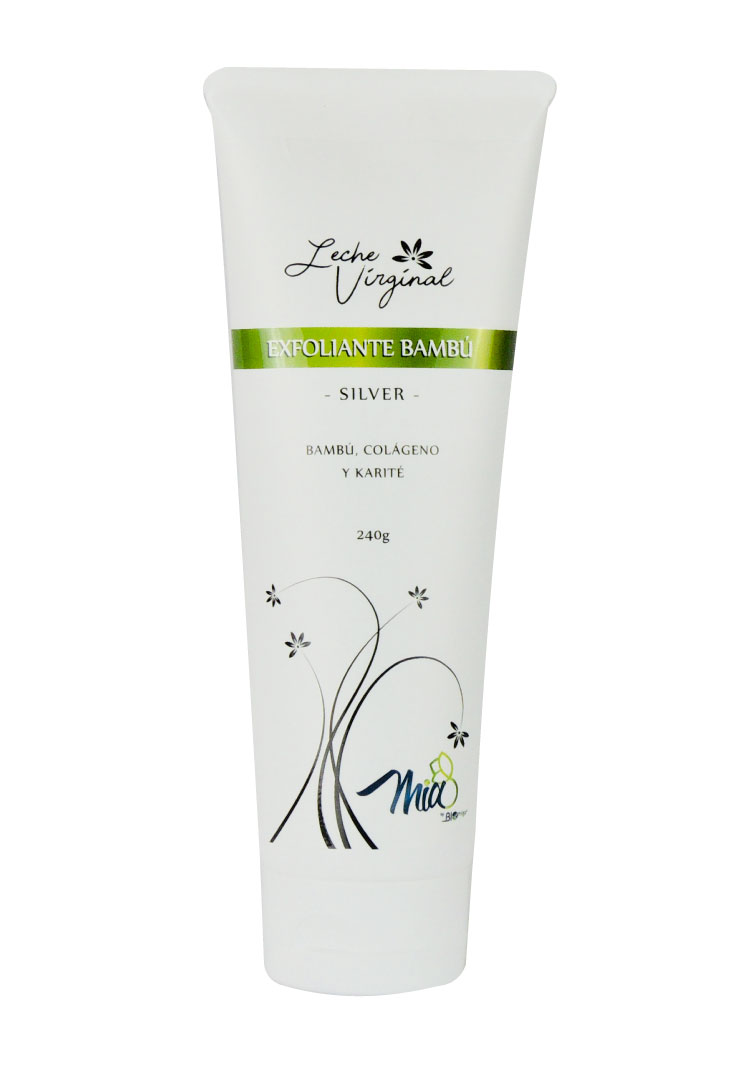 Leche
Virginal
EXFOLIANTE BAMBÚ
- SILVER -
BAMBÚ, COLÁGENO
Y KARITÉ
240g
Mia